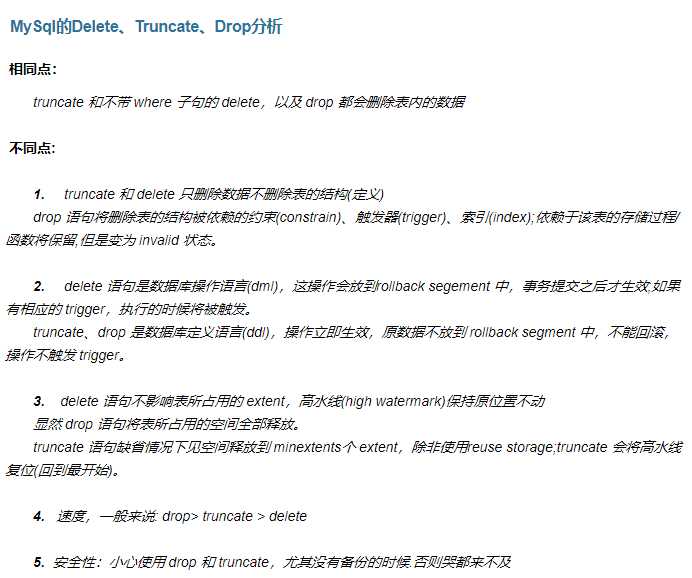 MySql的Delete、Truncate、Drop分析
相同点：
truncate 和不带 where 子句的 delete，以及 drop 都会删除表内的数据
不同点:
1. truncate 和 delete 只删除数据不删除表的结构(定义)
drop 语句将删除表的结构被依赖的约束(constrain)、触发器(trigger)、索引(index);依赖于该表的存储过程/
函数将保留,但是变为 invalid 状态。
2. delete 语句是数据库操作语言(dml)，这操作会放到rollback segement 中，事务提交之后才生效;如果
有相应的 trigger，执行的时候将被触发。
truncate、drop 是数据库定义语言(ddl)，操作立即生效，原数据不放到 rollback segment 中，不能回滚，
操作不触发 trigger。
3. delete 语句不影响表所占用的 extent，高水线(high watermark)保持原位置不动
显然 drop 语句将表所占用的空间全部释放。
truncate 语句缺省情况下见空间释放到 minextents个 extent，除非使用reuse storage;truncate 会将高水线
复位(回到最开始)。
4. 速度，一般来说: drop> truncate > delete
5. 安全性：小心使用 drop 和 truncate，尤其没有备份的时候.否则哭都来不及